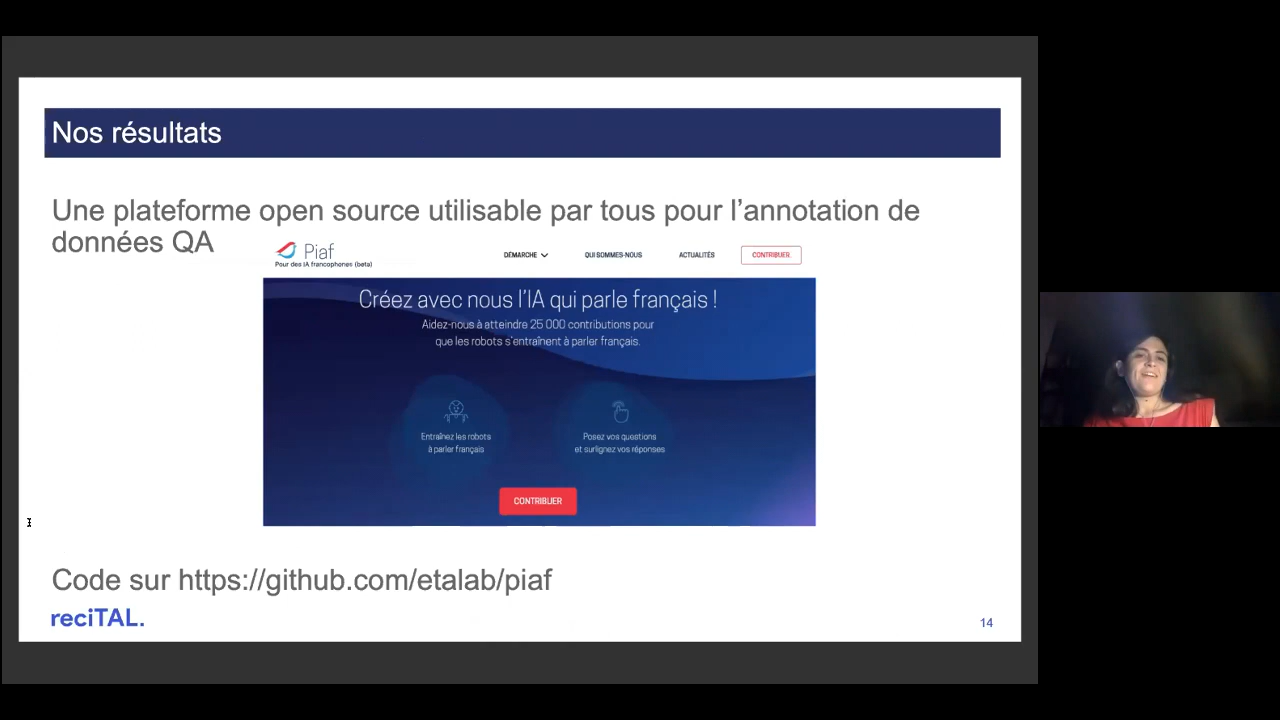 Nos résultats
Une plateforme open source utilisable par tous pour l’annotation de
données QA
Piaf
Pour des IA francophones (beta)
DÉMARCHE
QUI SOMMES-NOUS
ACTUALITÉS
CONTRIBUER
Créez avec nous l’IA qui parle français !
Aidez-nous à atteindre 25 000 contributions pour
que les robots s’entraînent à parler français.
Entraînez les robots
à parler français
Posez vos questions
et surlignez vos réponses
CONTRIBUER
Code sur https://github.com/etalab/piaf
reciTAL.
14